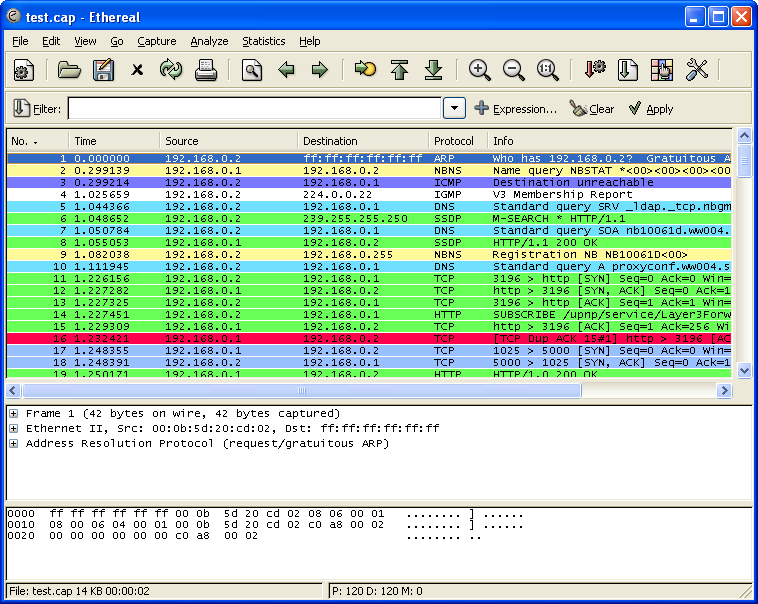 test.cap - Ethereal
File Edit View Go Capture Analyze Statistics Help
Filter: Expression... Clear Apply
No. Time Source Destination Protocol Info
1 0.000000 192.168.0.2 ff:ff:ff:ff:ff:ff ARP Who has 192.168.0.2? Gratuitous A
2 0.299139 192.168.0.1 192.168.0.2 NBNS Name query NBSTAT *<00><00><00><00
3 0.299214 192.168.0.2 192.168.0.1 ICMP Destination unreachable
4 1.025659 192.168.0.2 224.0.0.22 IGMP V3 Membership Report
5 1.044366 192.168.0.2 192.168.0.1 DNS Standard query SRV _ldap._tcp.nbgm
6 1.048652 192.168.0.2 239.255.255.250 SSDP M-SEARCH * HTTP/1.1
7 1.050784 192.168.0.2 192.168.0.1 DNS Standard query SOA nb10061d.ww004.
8 1.055053 192.168.0.1 192.168.0.2 SSDP HTTP/1.1 200 OK
9 1.082038 192.168.0.2 192.168.0.255 NBNS Registration NB NB10061D<00>
10 1.111945 192.168.0.2 192.168.0.1 DNS Standard query A proxyconf.ww004.s
11 1.226156 192.168.0.2 192.168.0.1 TCP 3196 > http [SYN] Seq=0 Ack=0 Win=
12 1.227282 192.168.0.1 192.168.0.2 TCP http > 3196 [SYN, ACK] Seq=0 Ack=1
13 1.227325 192.168.0.2 192.168.0.1 TCP 3196 > http [ACK] Seq=1 Ack=1 Win=
14 1.227451 192.168.0.2 192.168.0.1 HTTP SUBSCRIBE /upnp/service/Layer3Forw
15 1.229309 192.168.0.1 192.168.0.2 TCP http > 3196 [ACK] Seq=1 Ack=256 Wi
16 1.232421 192.168.0.1 192.168.0.2 TCP [TCP Dup ACK 15#1] http > 3196 [AC
17 1.248355 192.168.0.1 192.168.0.2 TCP 1025 > 5000 [SYN] Seq=0 Ack=0 Win=
18 1.248391 192.168.0.2 192.168.0.1 TCP 5000 > 1025 [SYN, ACK] Seq=0 Ack=1
19 1.250171 192.168.0.1 192.168.0.2 HTTP HTTP/1.0 200 OK
Frame 1 (42 bytes on wire, 42 bytes captured)
Ethernet II, Src: 00:0b:5d:20:cd:02, Dst: ff:ff:ff:ff:ff:ff
Address Resolution Protocol (request/gratuitous ARP)
0000 ff ff ff ff ff ff 00 0b 5d 20 cd 02 08 06 00 01 ........ ] ......
0010 08 00 06 04 00 01 00 0b 5d 20 cd 02 c0 a8 00 02 ........ ] ......
0020 00 00 00 00 00 00 c0 a8 00 02 ........ ..
File: test.cap 14 KB 00:00:02
P: 120 D: 120 M: 0